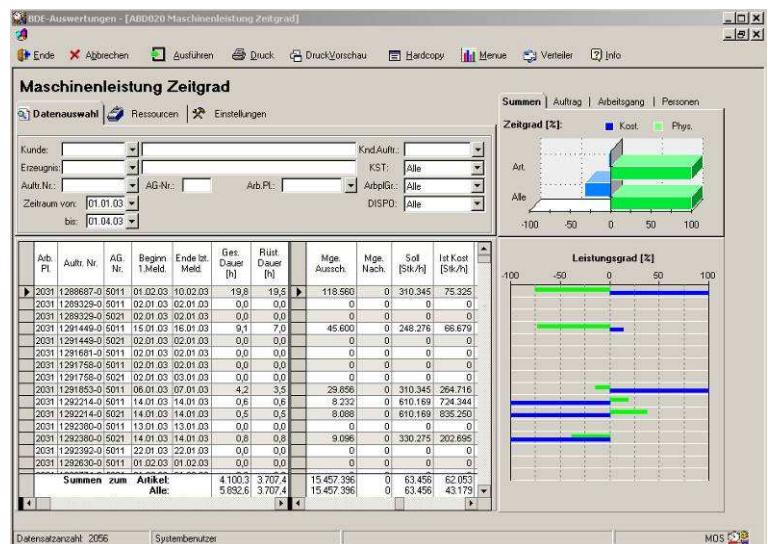 BDE-Auswertungen - [ABD020 Maschinenleistung Zeitgrad]
Ende Abbrechen Ausführen Druck DruckVorschau Hardcopy Menue Verteiler Info
Maschinenleistung Zeitgrad
Datenauswahl Ressourcen Einstellungen
Kunde: Knd.Auftr.:
Erzeugnis: KST: Alle
Auftr.Nr.: AG-Nr.: Arb.Pl.: ArbplGr.: Alle
Zeitraum von: 01.01.03 DISPO: Alle
bis: 01.04.03
Summen Auftrag Arbeitsgang Personen
Zeitgrad [%]: Kost. Phys.
Art.
Alle
-100 -50 0 50 100
Arb. Pl. Auftr. Nr. AG. Nr. Beginn 1.Meld. Ende lzt. Meld. Ges. Dauer [h] Rüst. Dauer [h] Mge. Aussch. Mge. Nach. Soll [Stk/h] Ist Kost [Stk/h]
2031 1288687-0 5011 01.02.03 10.02.03 19,8 19,5 118.560 0 310.345 75.325
2031 1289329-0 5011 02.01.03 02.01.03 0,0 0,0 0 0 0 0
2031 1289329-0 5021 02.01.03 02.01.03 0,0 0,0 0 0 0 0
2031 1291449-0 5011 15.01.03 16.01.03 9,1 7,0 45.600 0 248.276 66.679
2031 1291449-0 5021 02.01.03 02.01.03 0,0 0,0 0 0 0 0
2031 1291681-0 5011 02.01.03 02.01.03 0,0 0,0 0 0 0 0
2031 1291758-0 5011 02.01.03 02.01.03 0,0 0,0 0 0 0 0
2031 1291758-0 5021 02.01.03 03.01.03 0,0 0,0 0 0 0 0
2031 1291853-0 5011 06.01.03 07.01.03 4,2 3,5 29.856 0 310.345 264.716
2031 1292214-0 5011 14.01.03 14.01.03 0,6 0,6 8.232 0 610.169 724.344
2031 1292214-0 5021 14.01.03 14.01.03 0,5 0,5 8.088 0 610.169 835.250
2031 1292380-0 5011 13.01.03 13.01.03 0,0 0,0 0 0 0 0
2031 1292380-0 5021 14.01.03 14.01.03 0,8 0,8 9.096 0 330.275 202.695
2031 1292392-0 5011 22.01.03 22.01.03 0,0 0,0 0 0 0 0
2031 1292630-0 5011 01.02.03 01.02.03 0,0 0,0 0 0 0 0
Summen zum Artikel: 4.100,3 3.707,4 15.457.396 0 63.456 62.053
Alle: 5.892,6 3.707,4 15.457.396 0 63.456 43.179
Leistungsgrad [%]
-100 -50 0 50 100
Datensatzanzahl: 2056 Systembenutzer MOS